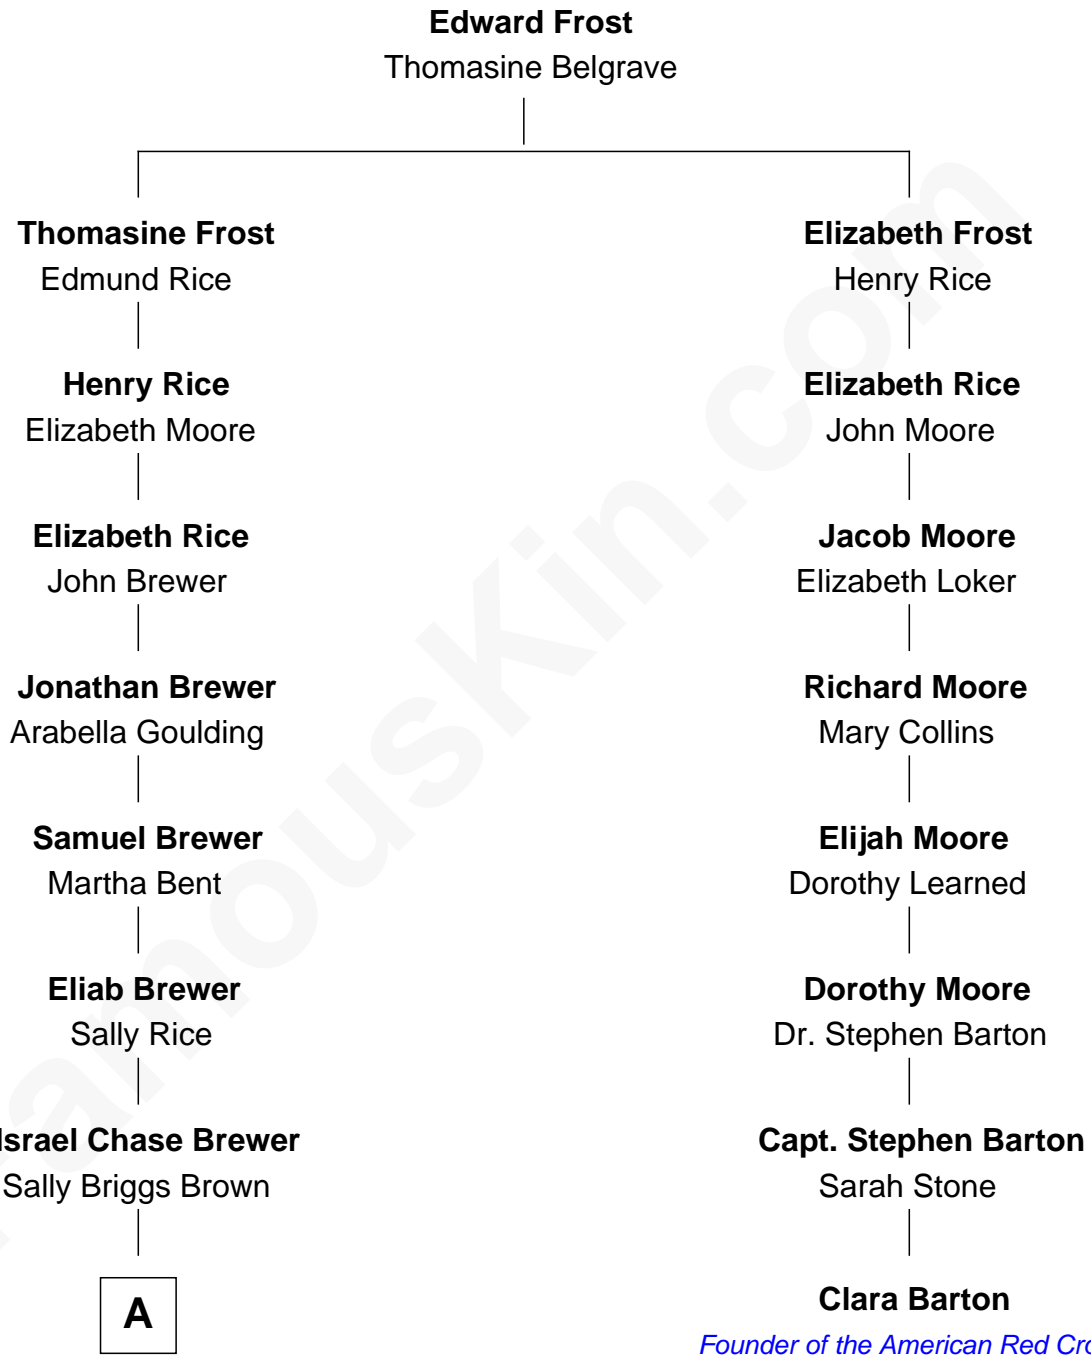 Edward Frost
Thomasine Belgrave
Thomasine Frost
Edmund Rice
Henry Rice
Elizabeth Moore
Elizabeth Rice
John Brewer
Jonathan Brewer
Arabella Goulding
Samuel Brewer
Martha Bent
Eliab Brewer
Sally Rice
Israel Chase Brewer
Sally Briggs Brown
A
Elizabeth Frost
Henry Rice
Elizabeth Rice
John Moore
Jacob Moore
Elizabeth Loker
Richard Moore
Mary Collins
Elijah Moore
Dorothy Learned
Dorothy Moore
Dr. Stephen Barton
Capt. Stephen Barton
Sarah Stone
Clara Barton
Founder of the American Red Cro
FamousKin.com